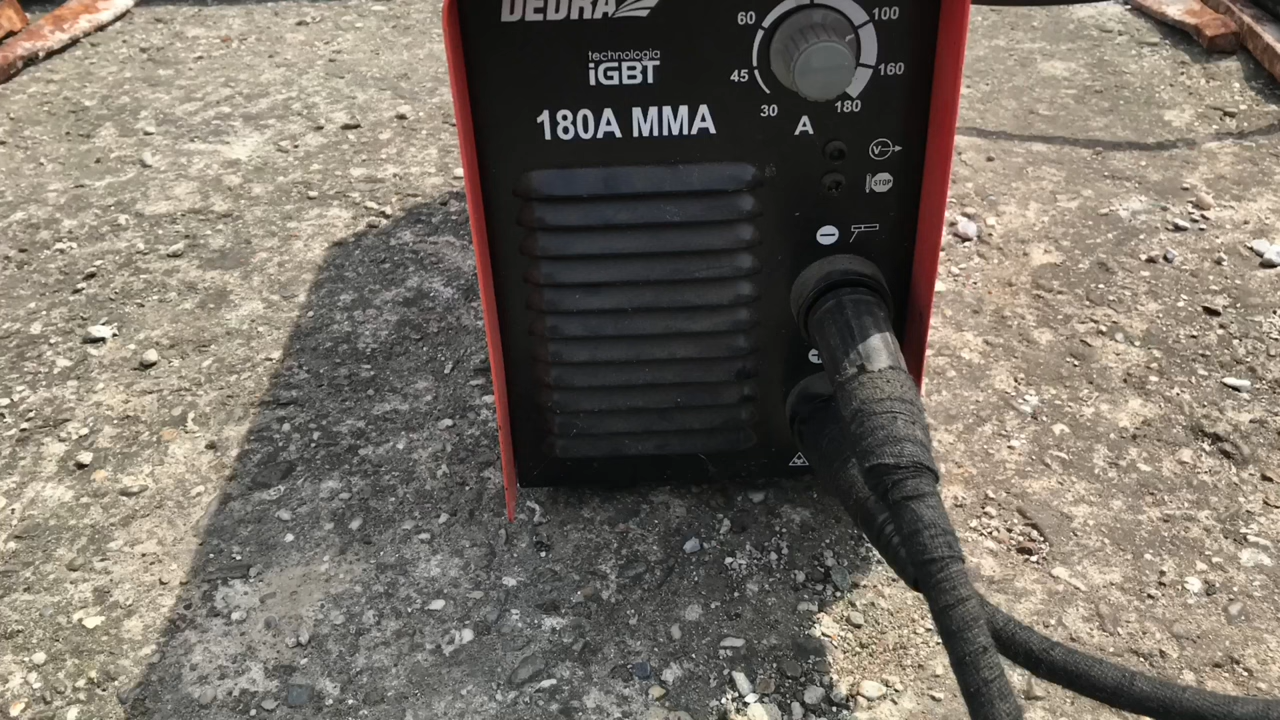 DEDRA
technologia
iGBT
180A MMA
60
100
45
160
30
180
A
V
STOP